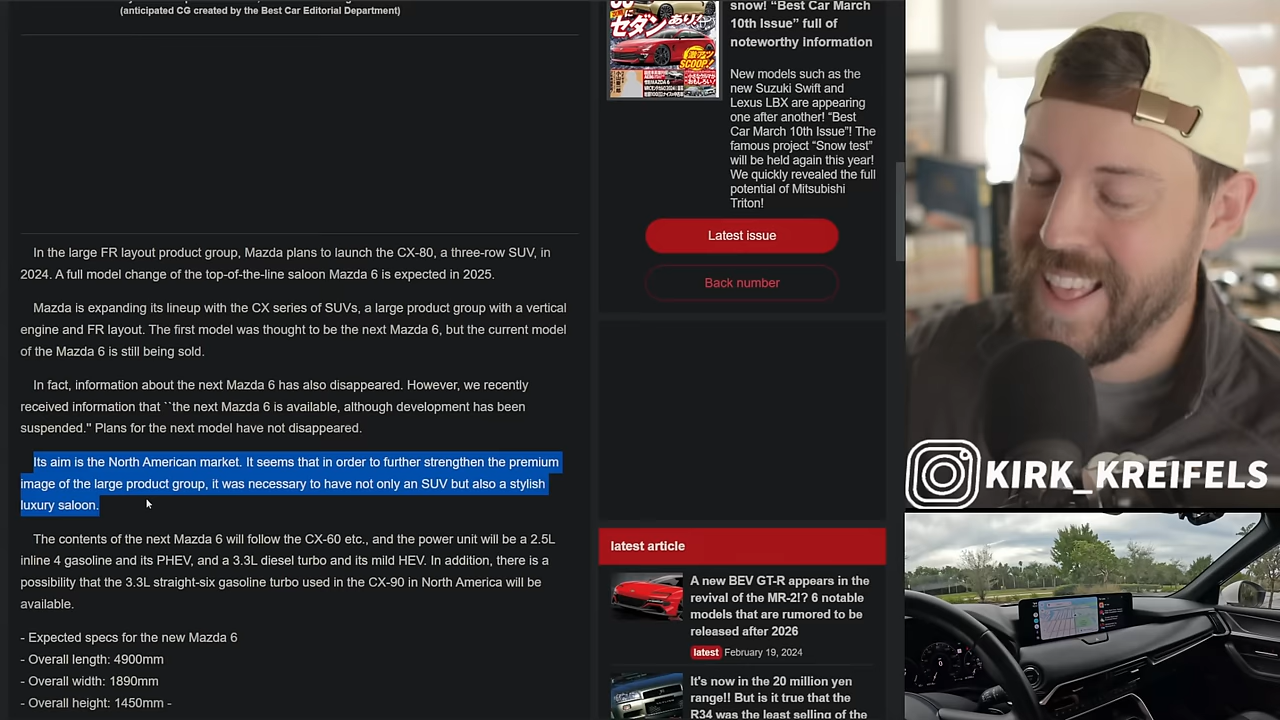 (anticipated CG created by the Best Car Editorial Department)
In the large FR layout product group, Mazda plans to launch the CX-80, a three-row SUV, in
2024. A full model change of the top-of-the-line saloon Mazda 6 is expected in 2025.
Mazda is expanding its lineup with the CX series of SUVs, a large product group with a vertical
engine and FR layout. The first model was thought to be the next Mazda 6, but the current model
of the Mazda 6 is still being sold.
In fact, information about the next Mazda 6 has also disappeared. However, we recently
received information that ``the next Mazda 6 is available, although development has been
suspended.'' Plans for the next model have not disappeared.
Its aim is the North American market. It seems that in order to further strengthen the premium
image of the large product group, it was necessary to have not only an SUV but also a stylish
luxury saloon.
The contents of the next Mazda 6 will follow the CX-60 etc., and the power unit will be a 2.5L
inline 4 gasoline and its PHEV, and a 3.3L diesel turbo and its mild HEV. In addition, there is a
possibility that the 3.3L straight-six gasoline turbo used in the CX-90 in North America will be
available.
- Expected specs for the new Mazda 6
- Overall length: 4900mm
- Overall width: 1890mm
- Overall height: 1450mm -
セダンあり!
SCOOP!
snow! “Best Car March
10th Issue” full of
noteworthy information
New models such as the
new Suzuki Swift and
Lexus LBX are appearing
one after another! “Best
Car March 10th Issue”! The
famous project “Snow test”
will be held again this year!
We quickly revealed the full
potential of Mitsubishi
Triton!
Latest issue
Back number
latest article
A new BEV GT-R appears in the
revival of the MR-2!? 6 notable
models that are rumored to be
released after 2026
latest February 19, 2024
It's now in the 20 million yen
range!! But is it true that the
R34 was the least selling of the
KIRK_KREIFELS